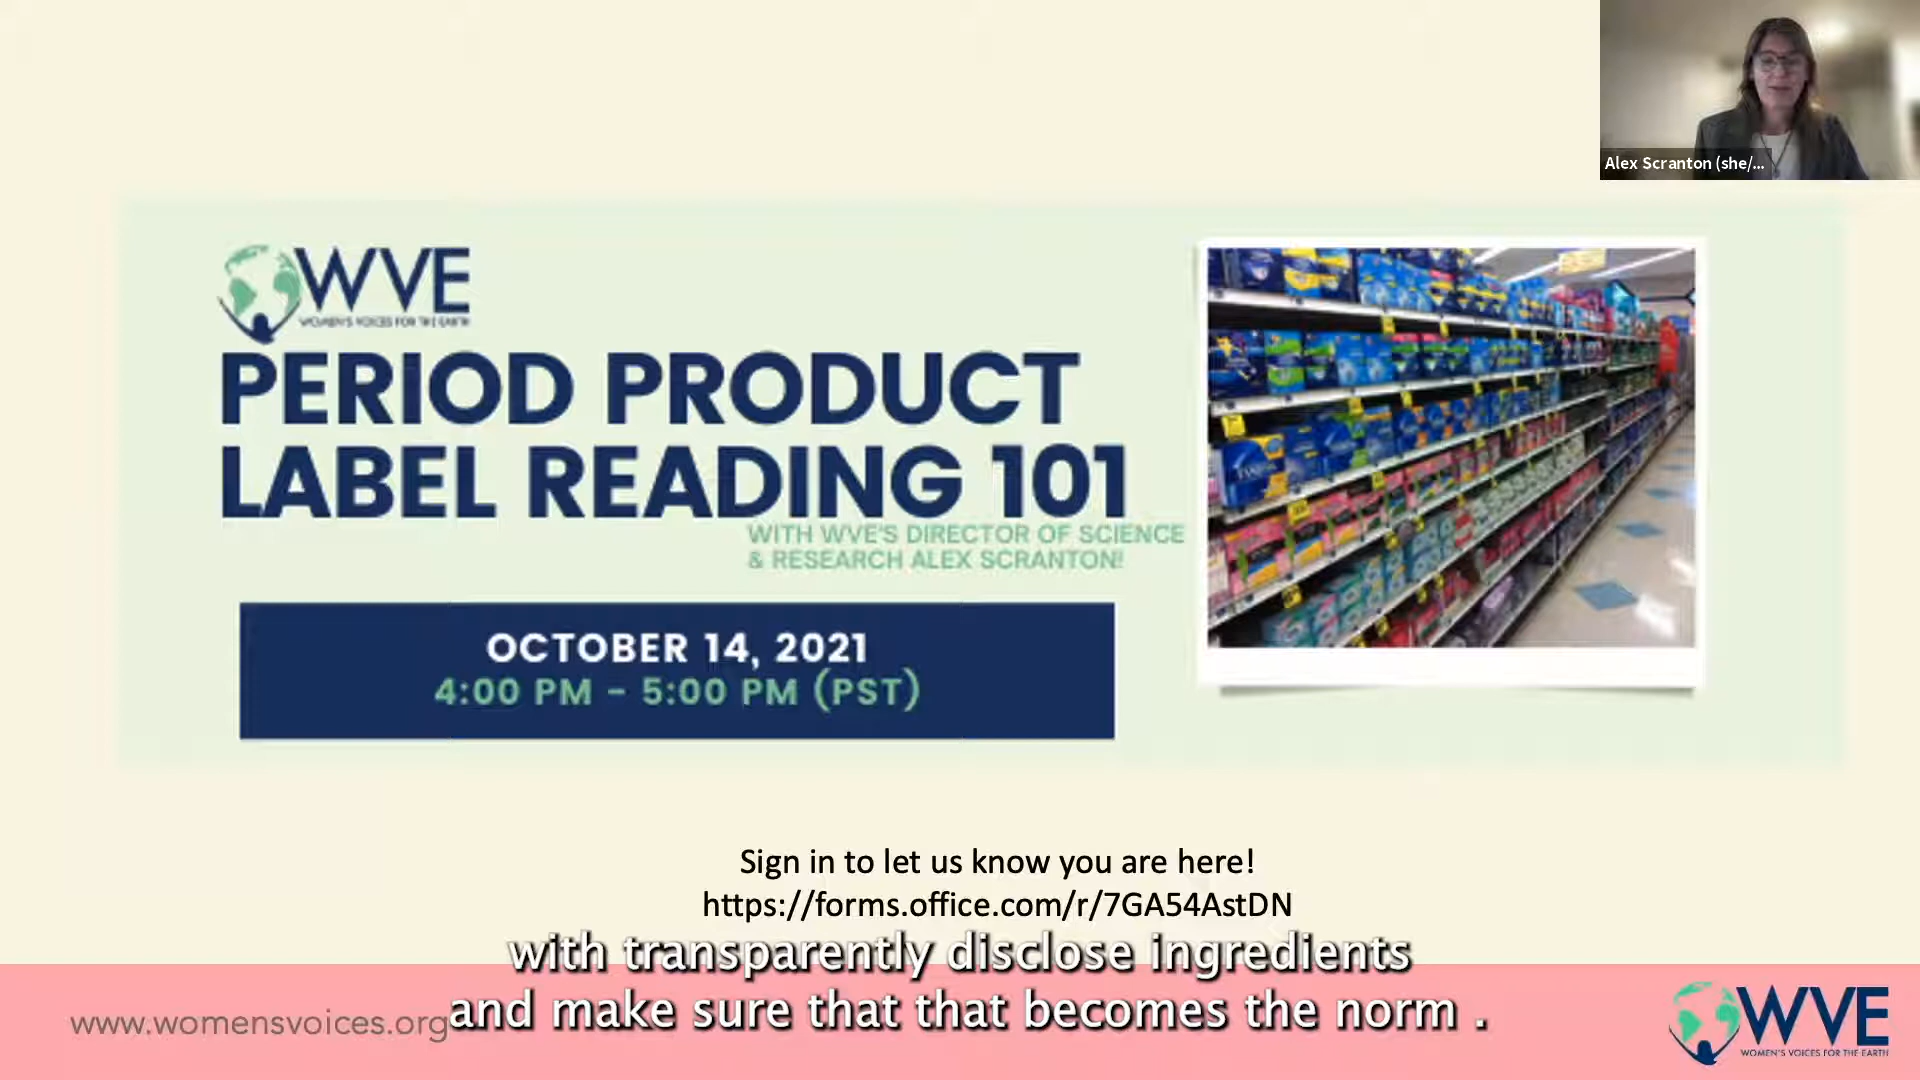 Alex Scranton (she/...
WVE
WOMEN'S VOICES FOR THE EARTH
PERIOD PRODUCT
LABEL READING 101
WITH WVE'S DIRECTOR OF SCIENCE
& RESEARCH ALEX SCRANTON!
OCTOBER 14, 2021
4:00 PM - 5:00 PM (PST)
Sign in to let us know you are here!
https://forms.office.com/r/7GA54AstDN
with transparently disclose ingredients
and make sure that that becomes the norm .
www.womensvoices.org
WVE
WOMEN'S VOICES FOR THE EARTH